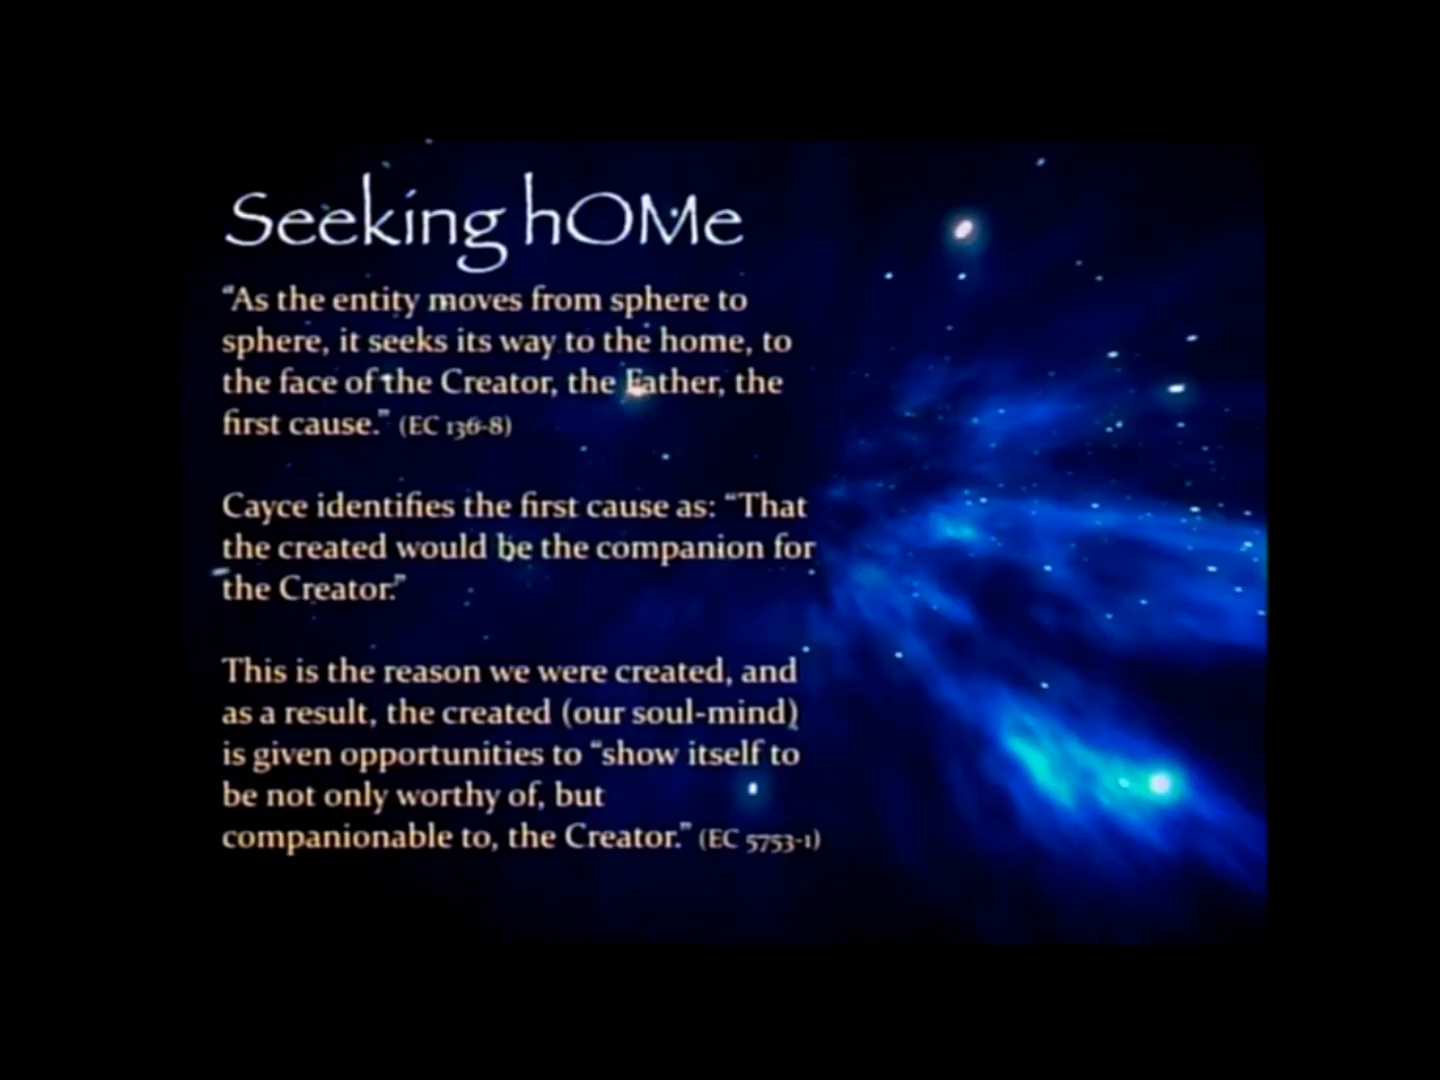 Seeking hOMe
“As the entity moves from sphere to
sphere, it seeks its way to the home, to
the face of the Creator, the Father, the
first cause.” (EC 136-8)
Cayce identifies the first cause as: “That
the created would be the companion for
the Creator.”
This is the reason we were created, and
as a result, the created (our soul-mind)
is given opportunities to “show itself to
be not only worthy of, but
companionable to, the Creator.” (EC 5753-1)